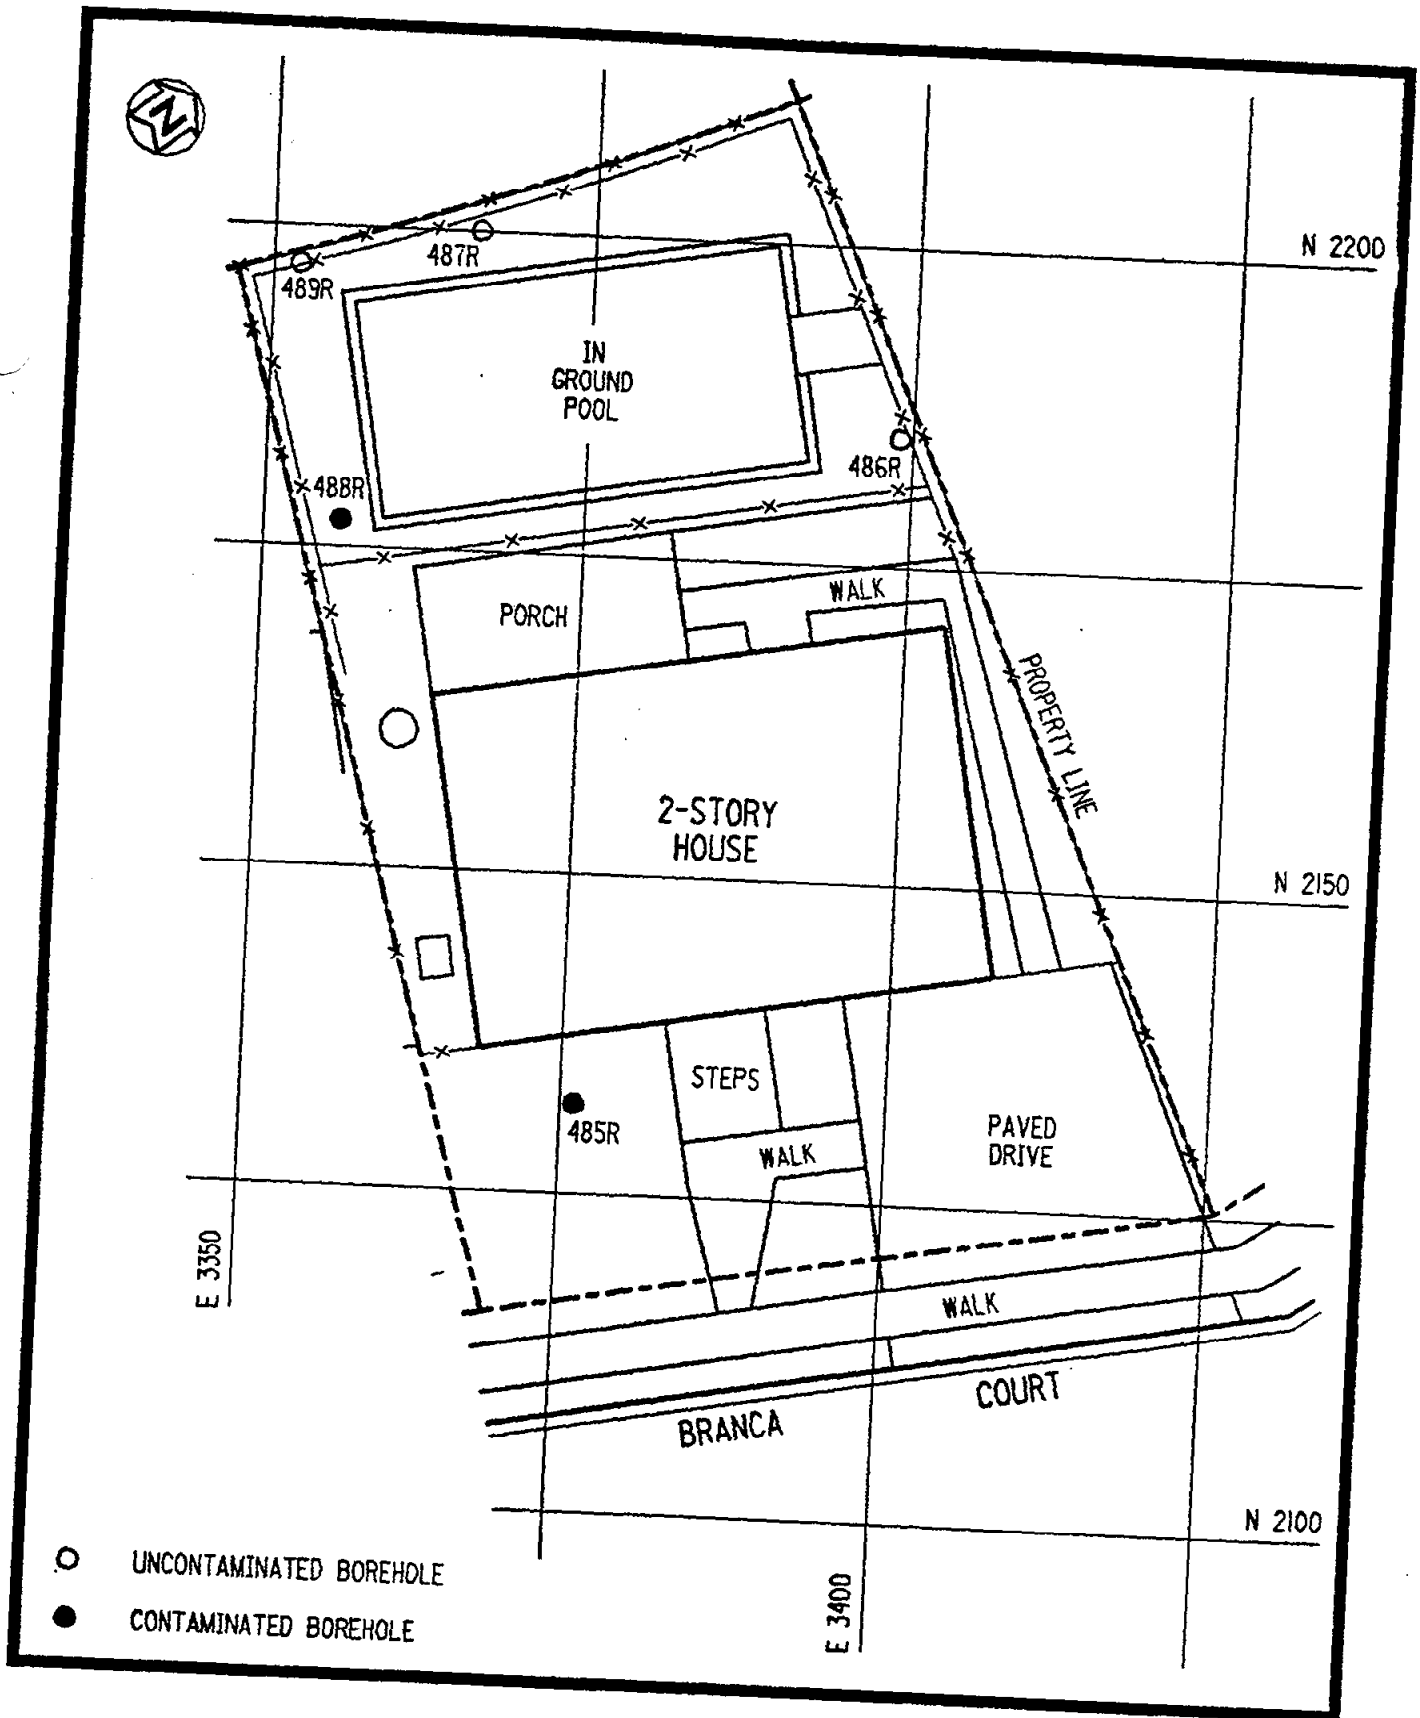 N
N 2200
487R
489R
IN
GROUND
POOL
486R
488R
WALK
PORCH
PROPERTY LINE
2-STORY
HOUSE
N 2150
STEPS
485R
PAVED
DRIVE
WALK
E 3350
WALK
COURT
BRANCA
N 2100
UNCONTAMINATED BOREHOLE
E 3400
CONTAMINATED BOREHOLE